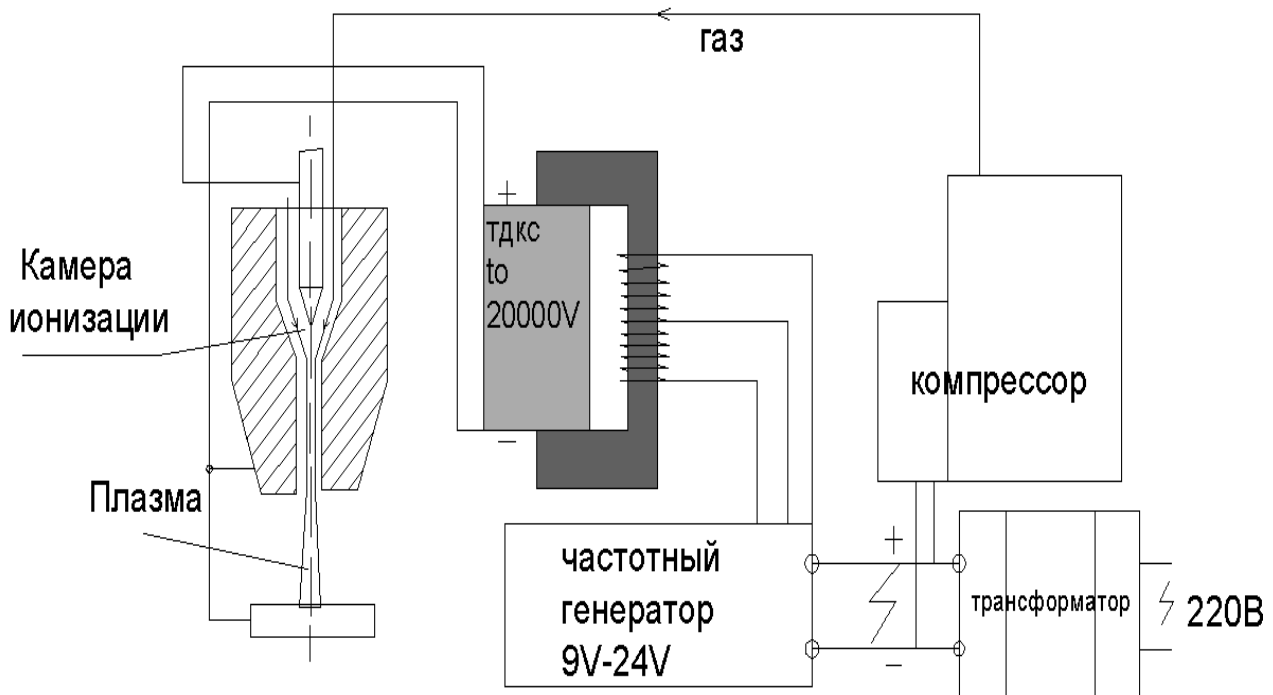 газ
+
тдкс
to
20000V
Камера
ионизации
компрессор
–
Плазма
частотный
генератор
9V-24V
+
–
трансформатор
220В